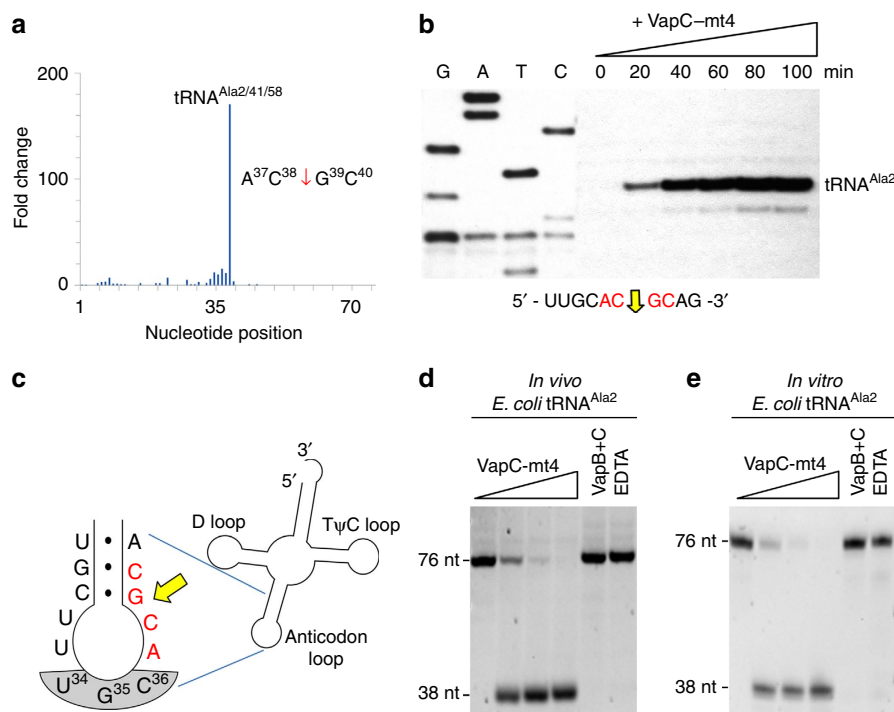 a
200
100
0
Fold change
tRNA^Ala2/41/58
A^37C^38 ↓ G^39C^40
1 35 70
Nucleotide position
b
+ VapC–mt4
G A T C 0 20 40 60 80 100 min
tRNA^Ala2
5′ - UUGCAC GCAG -3′
c
3′
5′
D loop
TψC loop
Anticodon
loop
U • A
G • C
C • G
U C
U A
U^34 G^35 C^36
d
In vivo
E. coli tRNA^Ala2
VapC-mt4
VapB+C
EDTA
76 nt
38 nt
e
In vitro
E. coli tRNA^Ala2
VapC-mt4
VapB+C
EDTA
76 nt
38 nt